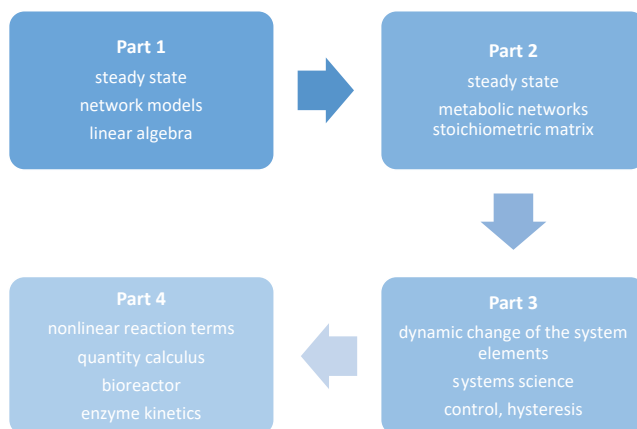 Part 1
steady state
network models
linear algebra
Part 2
steady state
metabolic networks
stoichiometric matrix
Part 3
dynamic change of the system
elements
systems science
control, hysteresis
Part 4
nonlinear reaction terms
quantity calculus
bioreactor
enzyme kinetics